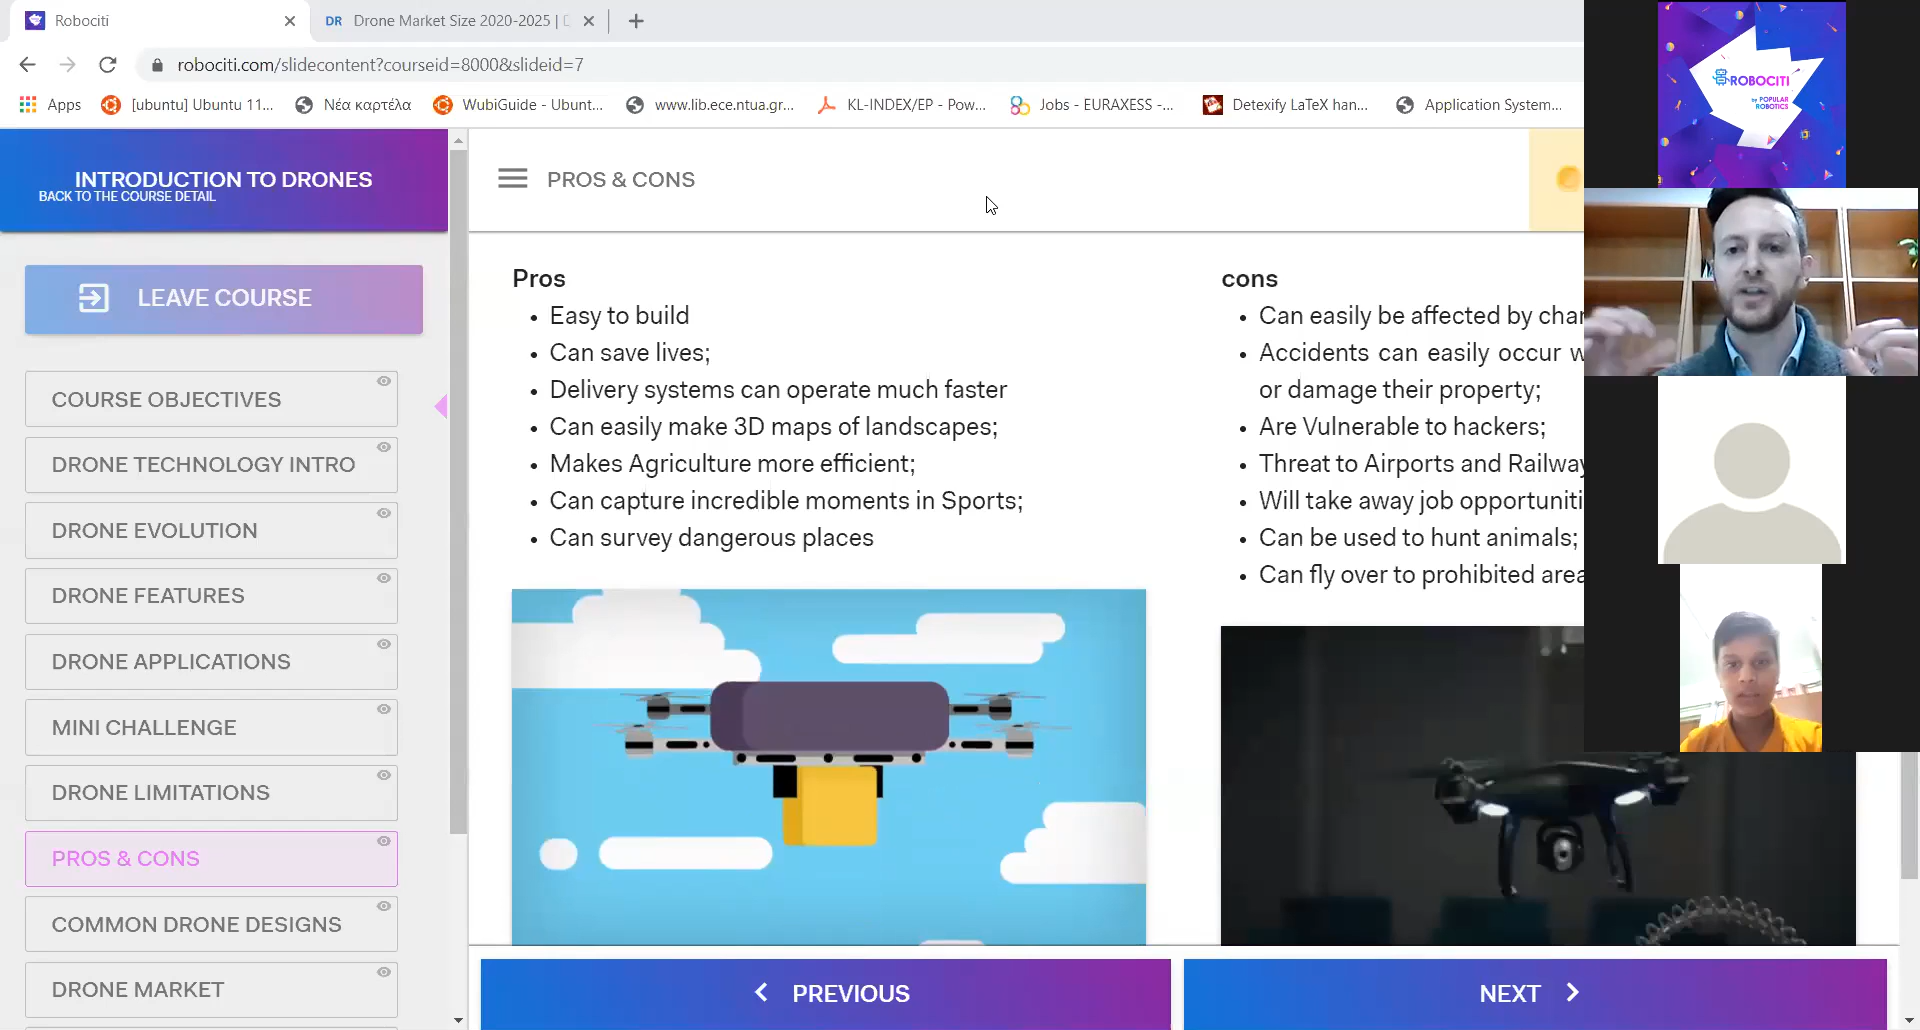 Robociti
DR Drone Market Size 2020-2025 |
robociti.com/slidecontent?courseid=8000&slideid=7
Apps
[ubuntu] Ubuntu 11...
Νέα καρτέλα
WubiGuide - Ubunt...
www.lib.ece.ntua.gr...
KL-INDEX/EP - Pow...
Jobs - EURAXESS -...
Detexify LaTeX han...
Application System...
ROBOCITI
by POPULAR
ROBOTICS
INTRODUCTION TO DRONES
BACK TO THE COURSE DETAIL
LEAVE COURSE
COURSE OBJECTIVES
DRONE TECHNOLOGY INTRO
DRONE EVOLUTION
DRONE FEATURES
DRONE APPLICATIONS
MINI CHALLENGE
DRONE LIMITATIONS
PROS & CONS
COMMON DRONE DESIGNS
DRONE MARKET
PROS & CONS
Pros
• Easy to build
• Can save lives;
• Delivery systems can operate much faster
• Can easily make 3D maps of landscapes;
• Makes Agriculture more efficient;
• Can capture incredible moments in Sports;
• Can survey dangerous places
cons
• Can easily be affected by
• Accidents can easily occur
or damage their property;
• Are Vulnerable to hackers;
• Threat to Airports and
• Will take away job
• Can be used to hunt animals;
• Can fly over to prohibited
PREVIOUS
NEXT